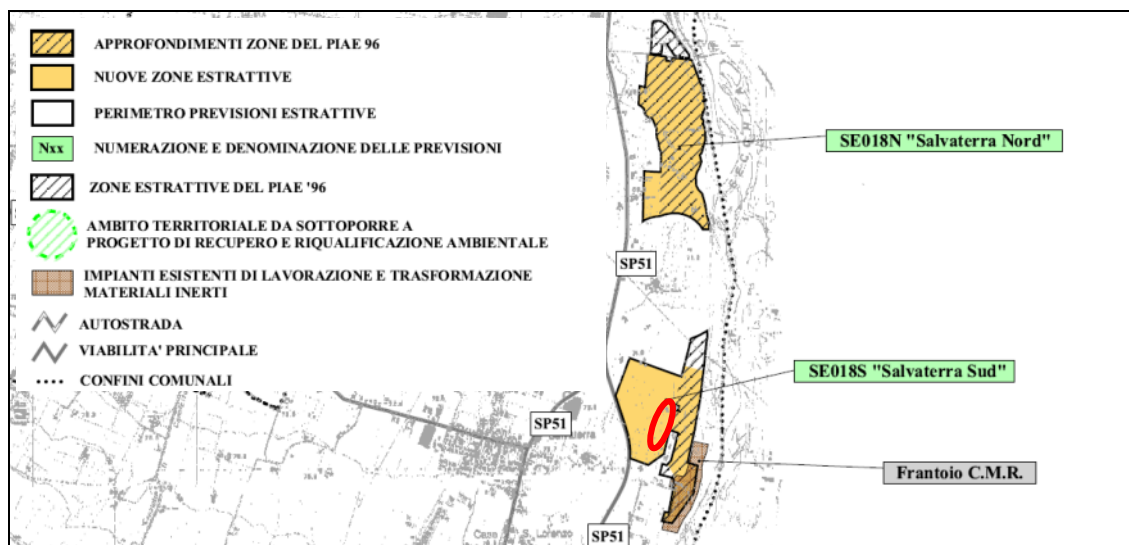 APPROFONDIMENTI ZONE DEL PIAE 96
NUOVE ZONE ESTRATTIVE
PERIMETRO PREVISIONI ESTRATTIVE
Nxx NUMERAZIONE E DENOMINAZIONE DELLE PREVISIONI
ZONE ESTRATTIVE DEL PIAE '96
AMBITO TERRITORIALE DA SOTTOPORRE A
PROGETTO DI RECUPERO E RIQUALIFICAZIONE AMBIENTALE
IMPIANTI ESISTENTI DI LAVORAZIONE E TRASFORMAZIONE
MATERIALI INERTI
AUTOSTRADA
VIABILITA' PRINCIPALE
CONFINI COMUNALI
SE018N "Salvaterra Nord"
SP51
SE018S "Salvaterra Sud"
SP51
Frantoio C.M.R.
S. Lorenzo
SP51